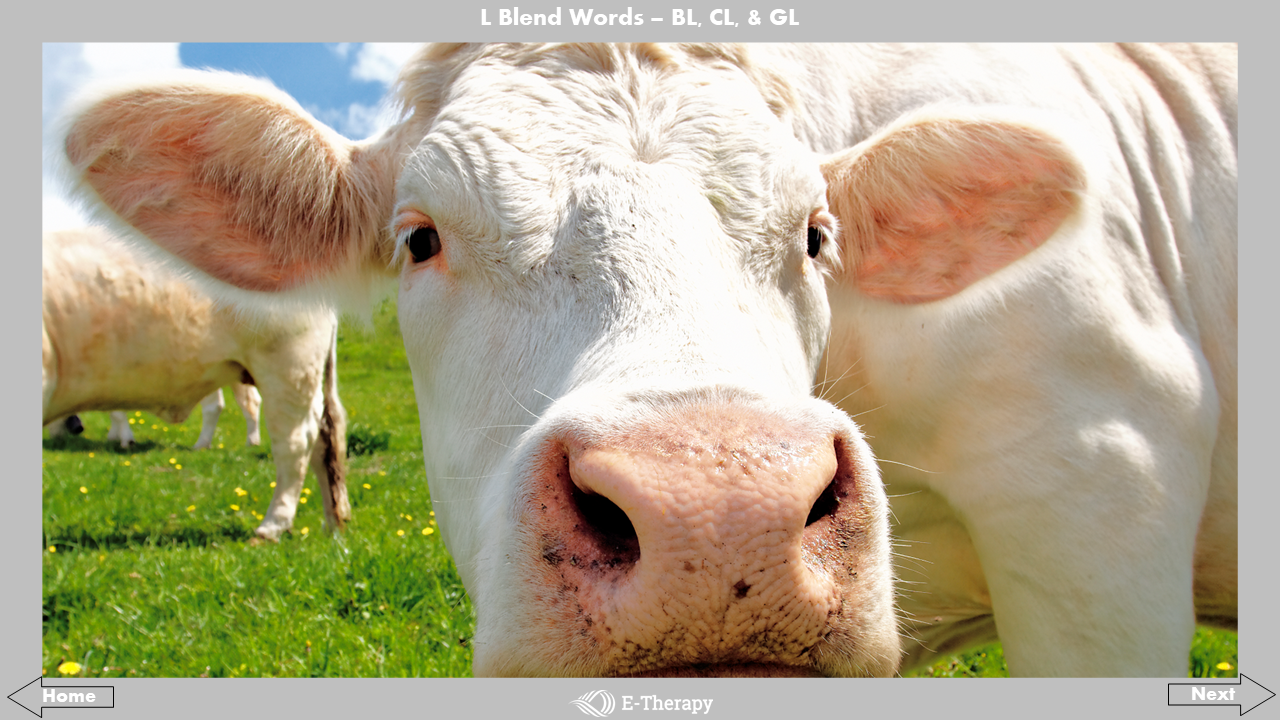 L Blend Words – BL, CL, & GL
Home
E-Therapy
Next